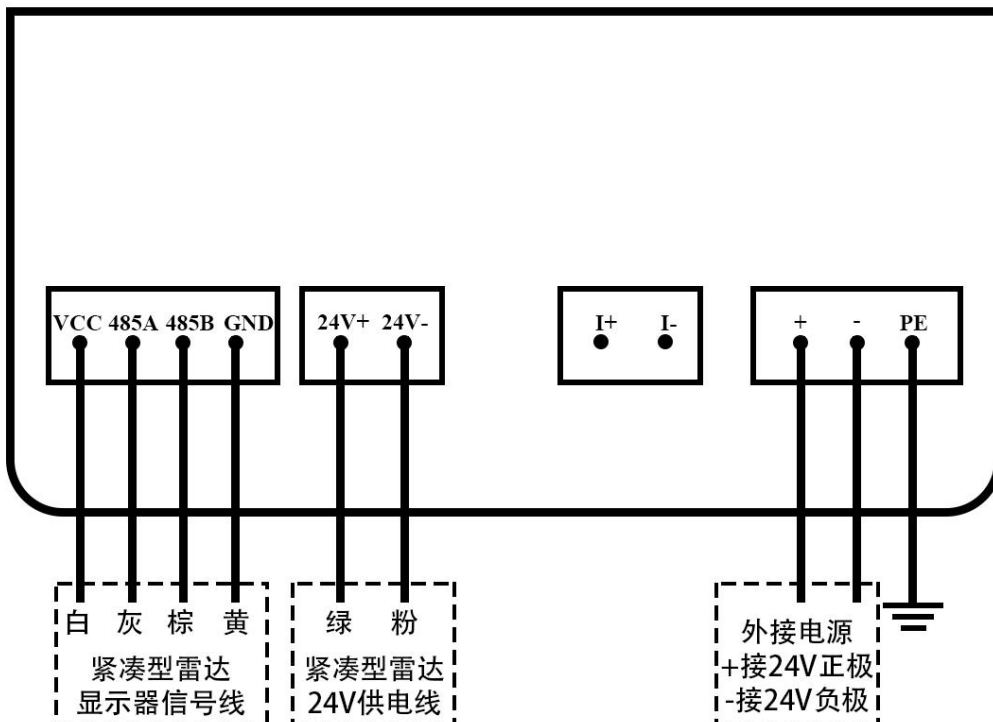 VCC 485A 485B GND
24V+ 24V-
I+ I-
+ - PE
白 灰 棕 黄
紧凑型雷达
显示器信号线
绿 粉
紧凑型雷达
24V供电线
外接电源
+接24V正极
-接24V负极